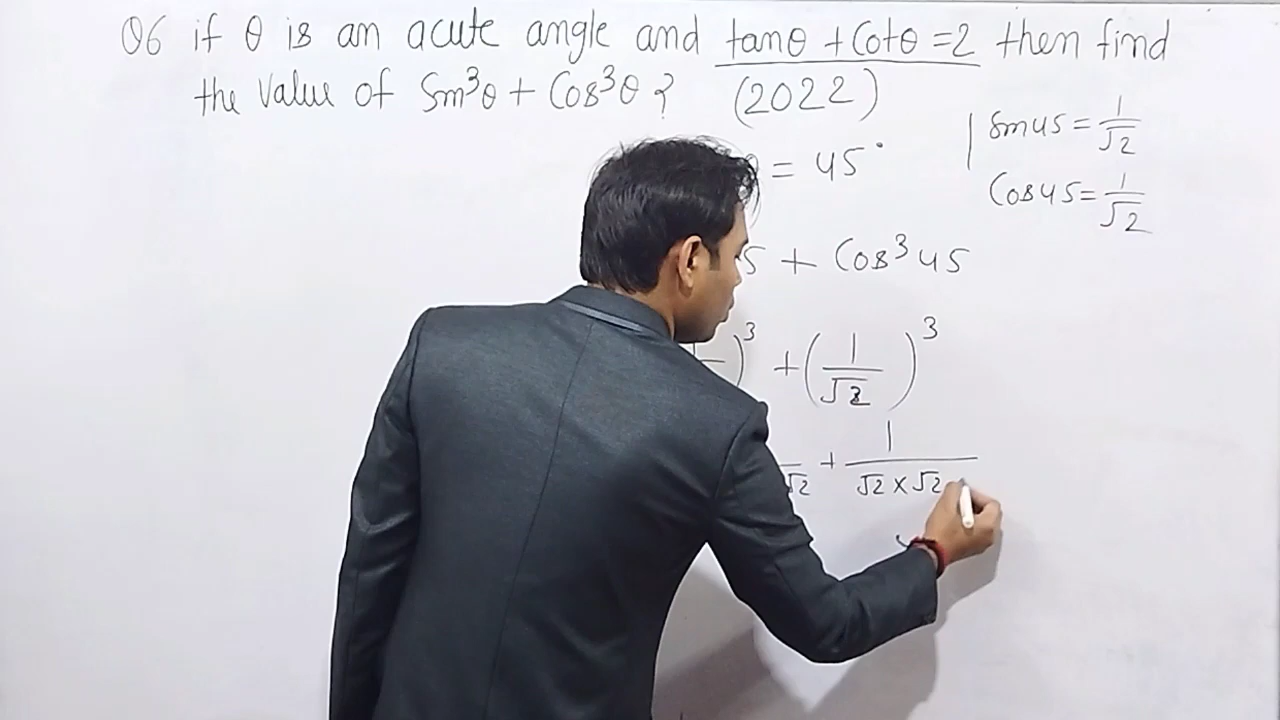 Q6 if θ is an acute angle and tanθ + Cotθ = 2 then find
the Value of Sin³θ + Cos³θ ? (2022)
Sin45 = 1/√2
= 45°
Cos45 = 1/√2
5 + Cos³45
)³ + (1/√2)³
√2 + 1/√2 × √2